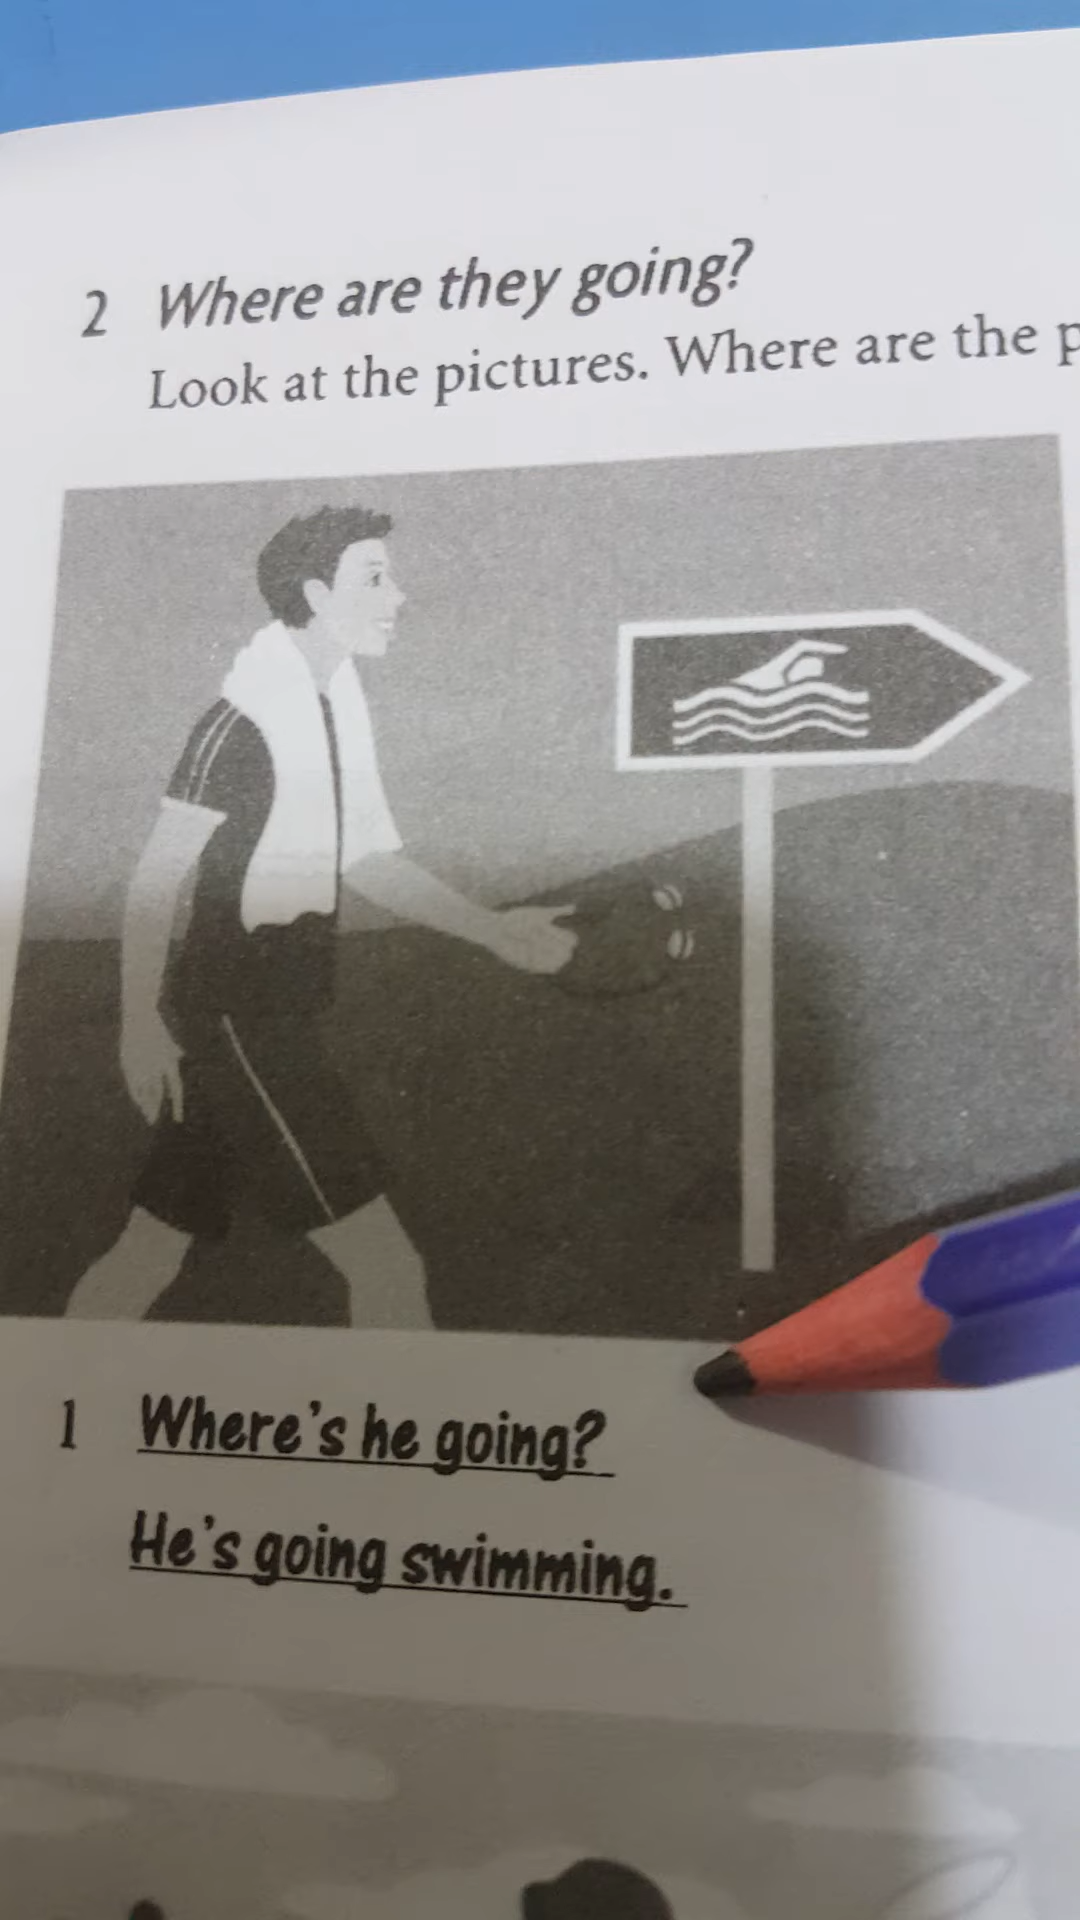 2 Where are they going?
Look at the pictures. Where are the
1 Where's he going?
He's going swimming.